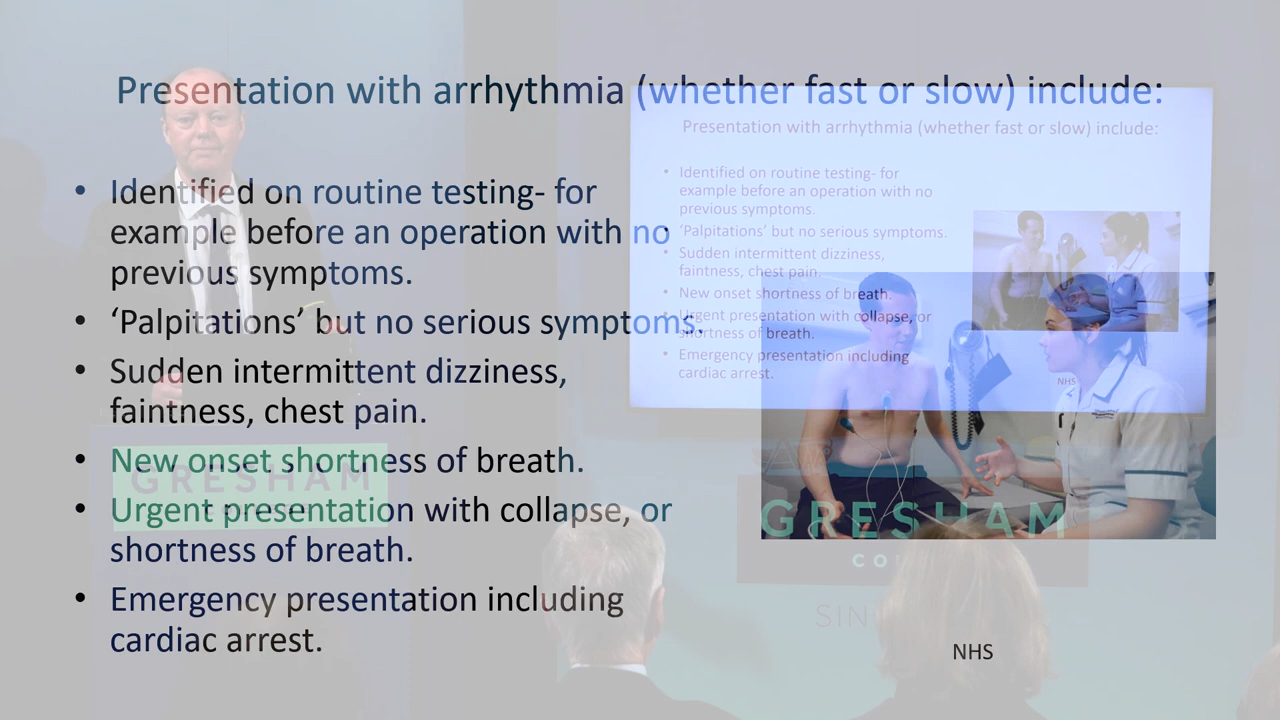 Presentation with arrhythmia (whether fast or slow) include:
• Identified on routine testing- for
example before an operation with no
previous symptoms.
• ‘Palpitations’ but no serious symptoms.
• Sudden intermittent dizziness,
faintness, chest pain.
• New onset shortness of breath.
• Urgent presentation with collapse, or
shortness of breath.
• Emergency presentation including
cardiac arrest.
NHS
Presentation with arrhythmia (whether fast or slow) include:
• Identified on routine testing- for
example before an operation with no
previous symptoms.
• ‘Palpitations’ but no serious symptoms.
• Sudden intermittent dizziness,
faintness, chest pain.
• New onset shortness of breath.
• Urgent presentation with collapse, or
shortness of breath.
• Emergency presentation including
cardiac arrest.
NHS
GRESHAM
GRESHAM